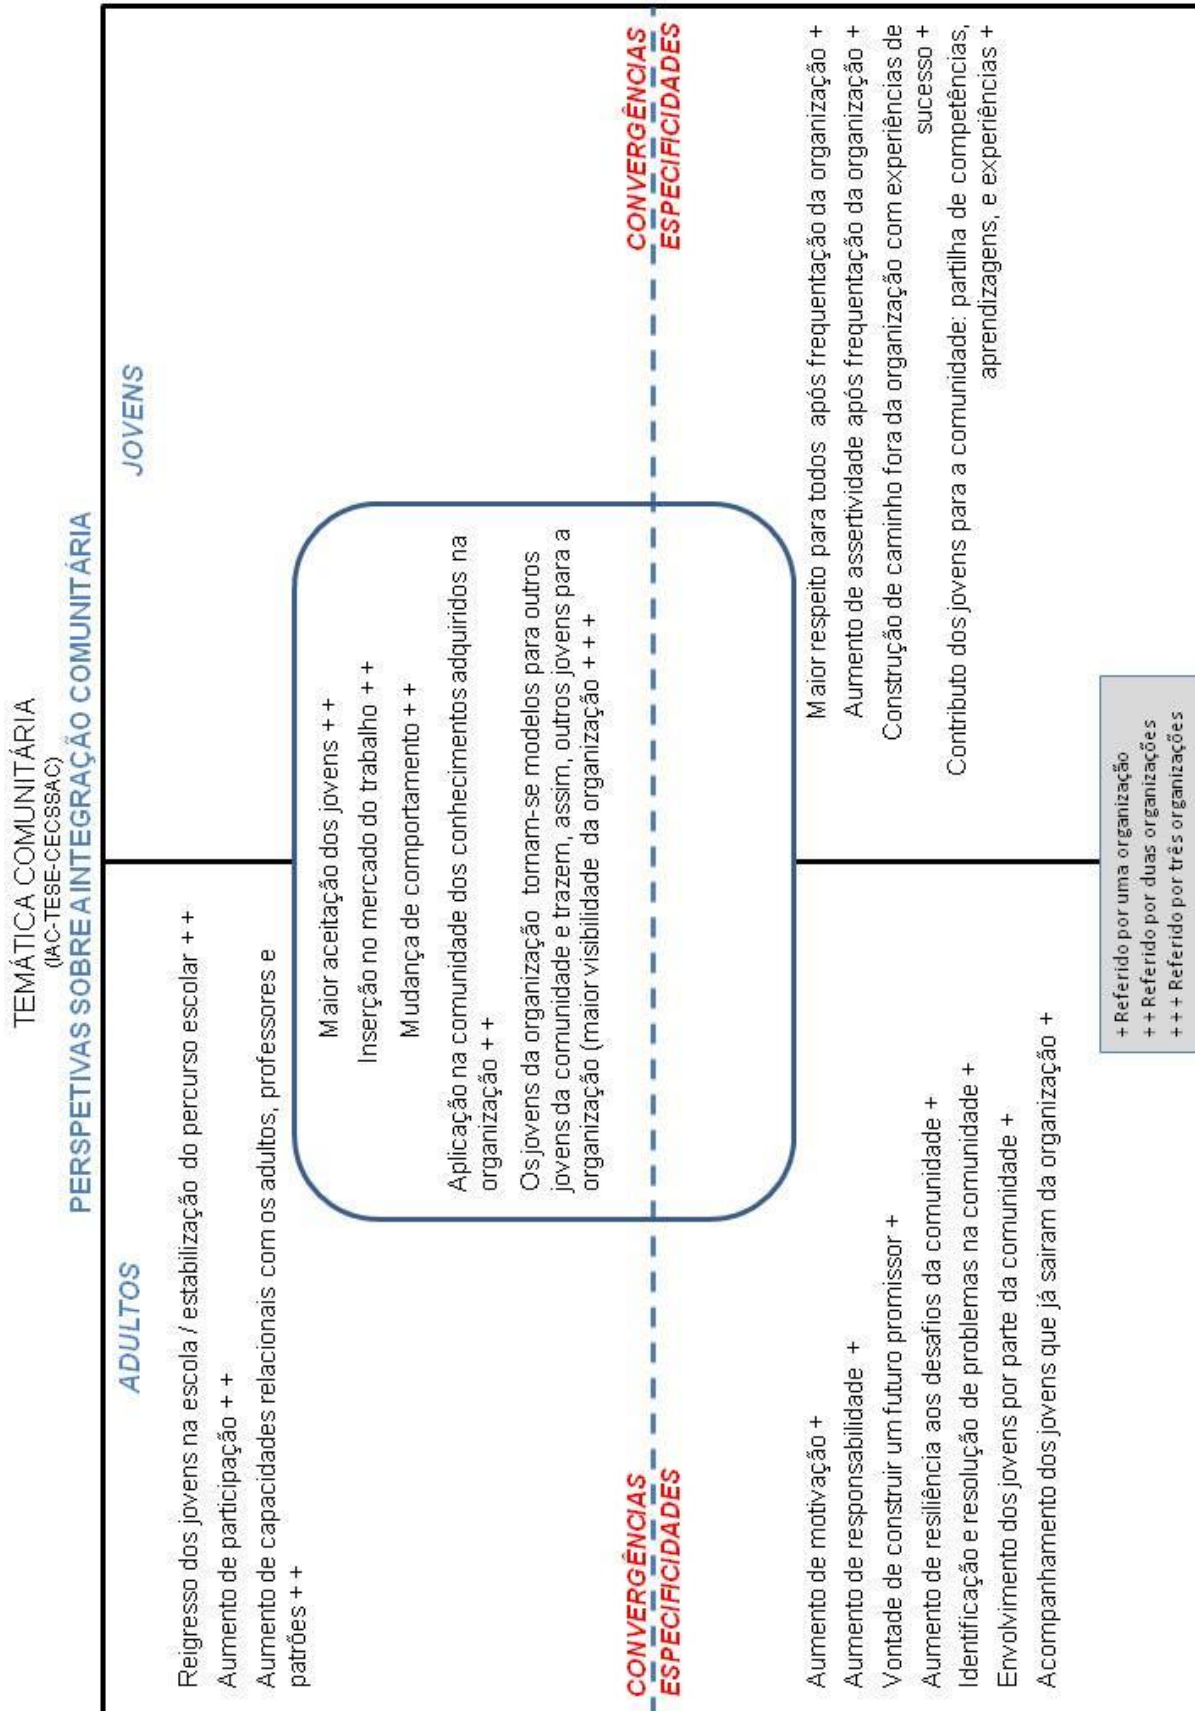 TEMÁTICA COMUNITÁRIA
(IAC-TESE-CECSSAC)
PERSPETIVAS SOBRE A INTEGRAÇÃO COMUNITÁRIA
ADULTOS
JOVENS
Reigresso dos jovens na escola / estabilização do percurso escolar + +
Aumento de participação + +
Aumento de capacidades relacionais com os adultos, professores e
patrões + +
Maior aceitação dos jovens + +
Inserção no mercado do trabalho + +
Mudança de comportamento + +
Aplicação na comunidade dos conhecimentos adquiridos na
organização + +
Os jovens da organização tornam-se modelos para outros
jovens da comunidade e trazem, assim, outros jovens para a
organização (maior visibilidade da organização + + +
CONVERGÊNCIAS
ESPECIFICIDADES
CONVERGÊNCIAS
ESPECIFICIDADES
Aumento de motivação +
Aumento de responsabilidade +
Vontade de construir um futuro promissor +
Aumento de resiliência aos desafios da comunidade +
Identificação e resolução de problemas na comunidade +
Envolvimento dos jovens por parte da comunidade +
Acompanhamento dos jovens que já sairam da organização +
Maior respeito para todos após frequentação da organização +
Aumento de assertividade após frequentação da organização +
Construção de caminho fora da organização com experiências de
sucesso +
Contributo dos jovens para a comunidade: partilha de competências,
aprendizagens, e experiências +
+ Referido por uma organização
+ + Referido por duas organizações
+ + + Referido por três organizações